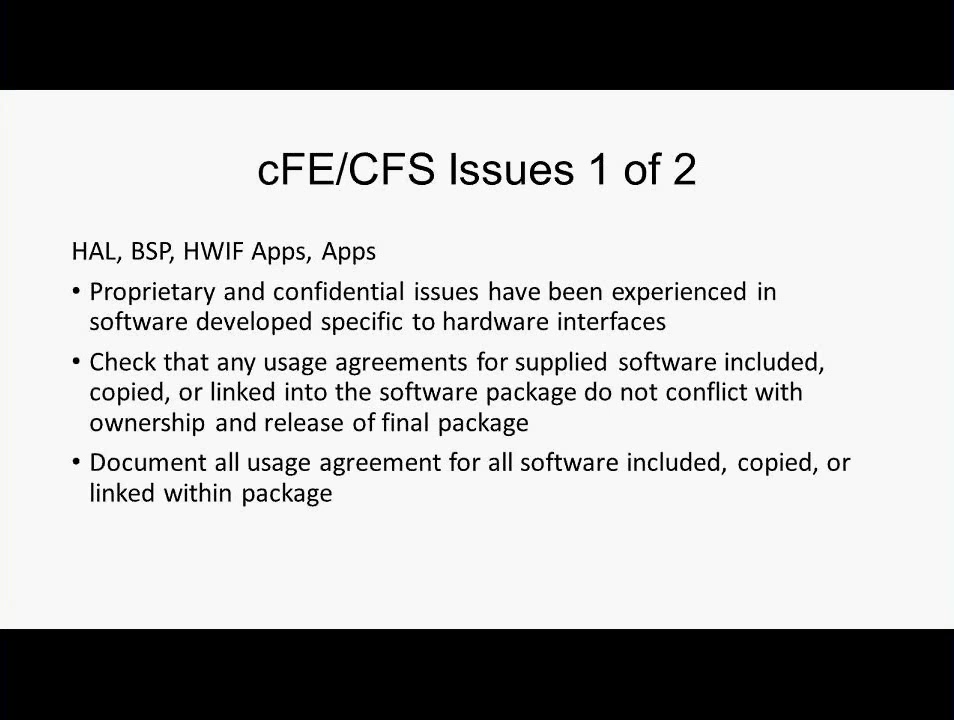 cFE/CFS Issues 1 of 2
HAL, BSP, HWIF Apps, Apps
• Proprietary and confidential issues have been experienced in
software developed specific to hardware interfaces
• Check that any usage agreements for supplied software included,
copied, or linked into the software package do not conflict with
ownership and release of final package
• Document all usage agreement for all software included, copied, or
linked within package